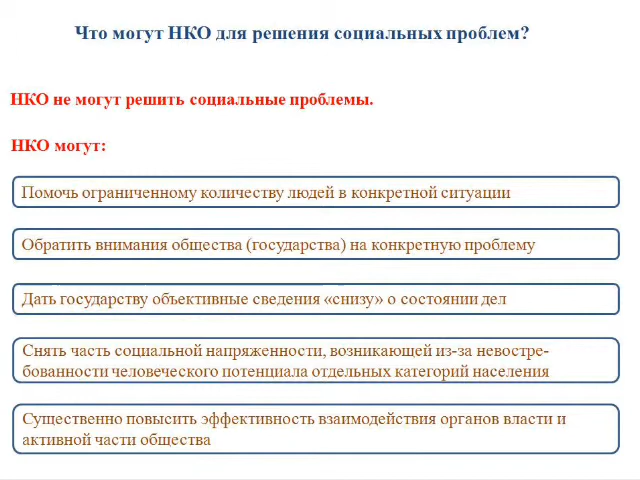 Что могут НКО для решения социальных проблем?
НКО не могут решить социальные проблемы.
НКО могут:
Помочь ограниченному количеству людей в конкретной ситуации
Обратить внимания общества (государства) на конкретную проблему
Дать государству объективные сведения «снизу» о состоянии дел
Снять часть социальной напряженности, возникающей из-за невостре-
бованности человеческого потенциала отдельных категорий населения
Существенно повысить эффективность взаимодействия органов власти и
активной части общества